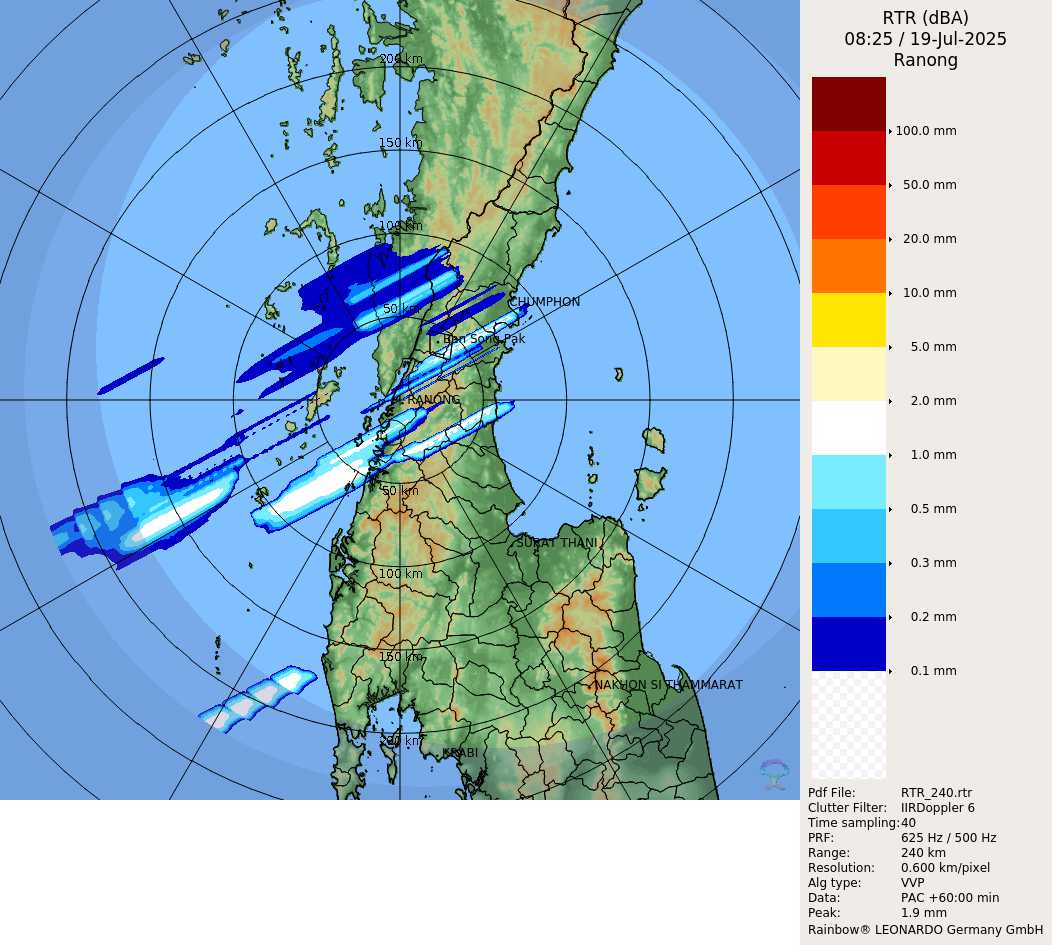 200 km
150 km
100 km
50 km
CHUMPHON
Ban Song Pak
RANONG
50 km
SURAT THANI
100 km
150 km
NAKHON SI THAMMARAT
200 km
KRABI
RTR (dBA)
08:25 / 19-Jul-2025
Ranong
100.0 mm
50.0 mm
20.0 mm
10.0 mm
5.0 mm
2.0 mm
1.0 mm
0.5 mm
0.3 mm
0.2 mm
0.1 mm
Pdf File: RTR_240.rtr
Clutter Filter: IIRDoppler 6
Time sampling:40
PRF: 625 Hz / 500 Hz
Range: 240 km
Resolution: 0.600 km/pixel
Alg type: VVP
Data: PAC +60:00 min
Peak: 1.9 mm
Rainbow® LEONARDO Germany GmbH